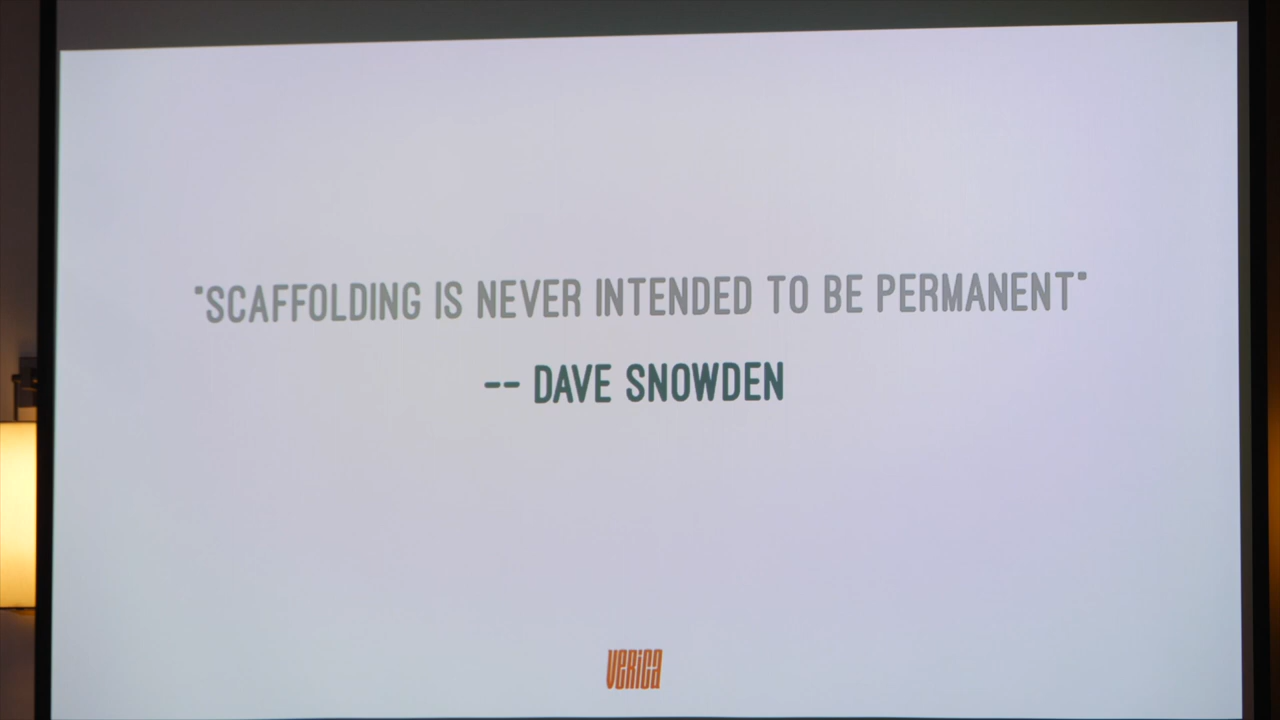 "SCAFFOLDING IS NEVER INTENDED TO BE PERMANENT"
-- DAVE SNOWDEN
VERICA